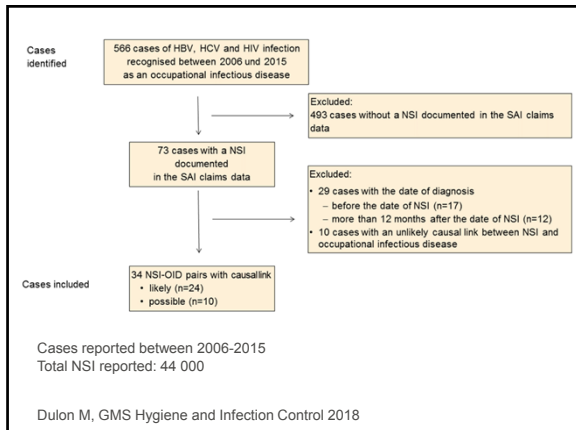 Cases
identified
566 cases of HBV, HCV and HIV infection
recognised between 2006 und 2015
as an occupational infectious disease
Excluded:
493 cases without a NSI documented in the SAI claims
data
73 cases with a NSI
documented
in the SAI claims data
Excluded:
• 29 cases with the date of diagnosis
– before the date of NSI (n=17)
– more than 12 months after the date of NSI (n=12)
• 10 cases with an unlikely causal link between NSI and
occupational infectious disease
Cases included
34 NSI-OID pairs with causallink
• likely (n=24)
• possible (n=10)
Cases reported between 2006-2015
Total NSI reported: 44 000
Dulon M, GMS Hygiene and Infection Control 2018